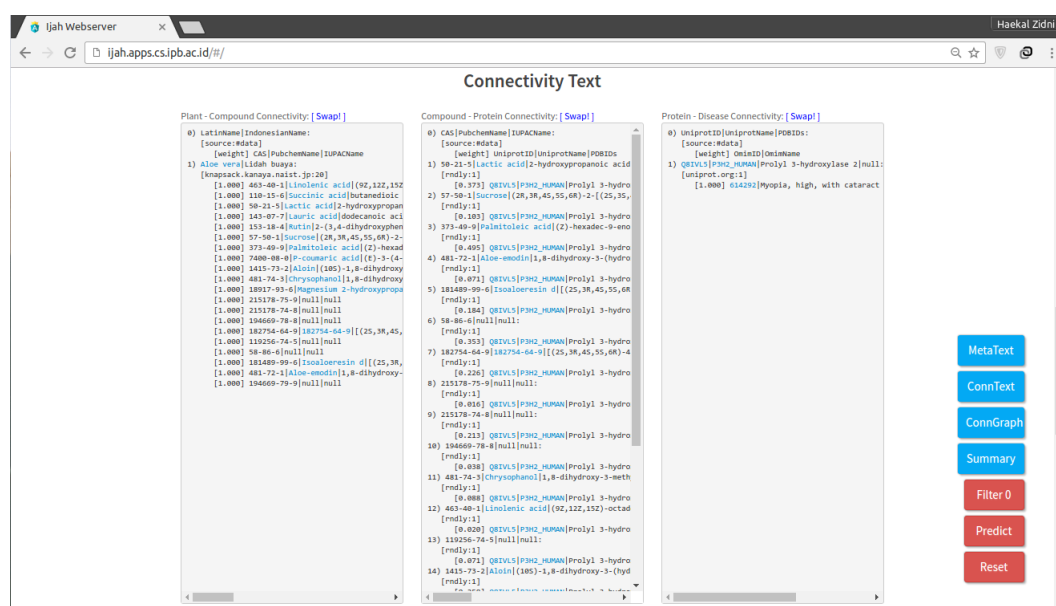 Ijah Webserver
Haekal Zidni
ijah.apps.cs.ipb.ac.id/#/
Connectivity Text
Plant - Compound Connectivity: [ Swap! ]
0) LatinName|IndonesianName:
[source:#data]
[weight] CAS|PubchemName|IUPACName
1) Aloe vera|Lidah buaya:
[knapsack.kanaya.naist.jp:20]
[1.000] 463-40-1|Linolenic acid|(9Z,12Z,15Z
[1.000] 110-15-6|Succinic acid|butanedioic
[1.000] 50-21-5|Lactic acid|2-hydroxypropan
[1.000] 143-07-7|Lauric acid|dodecanoic aci
[1.000] 153-18-4|Rutin|2-(3,4-dihydroxyphen
[1.000] 57-50-1|Sucrose|(2R,3R,4S,5S,6R)-2-
[1.000] 373-49-9|Palmitoleic acid|(Z)-hexad
[1.000] 7400-08-0|P-coumaric acid|(E)-3-(4-
[1.000] 1415-73-2|Aloin|(10S)-1,8-dihydroxy
[1.000] 481-74-3|Chrysophanol|1,8-dihydroxy
[1.000] 18917-93-6|Magnesium 2-hydroxypropa
[1.000] 215178-75-9|null|null
[1.000] 215178-74-8|null|null
[1.000] 194669-78-8|null|null
[1.000] 182754-64-9|182754-64-9|[(2S,3R,4S,
[1.000] 119256-74-5|null|null
[1.000] 58-86-6|null|null
[1.000] 181489-99-6|Isoaloeresin d|[(2S,3R,
[1.000] 481-72-1|Aloe-emodin|1,8-dihydroxy-
[1.000] 194669-79-9|null|null
Compound - Protein Connectivity: [ Swap! ]
0) CAS|PubchemName|IUPACName:
[source:#data]
[weight] UniprotID|UniprotName|PDBIDs
1) 50-21-5|Lactic acid|2-hydroxypropanoic acid
[rndly:1]
[0.373] Q8IVL5|P3H2_HUMAN|Prolyl 3-hydro
2) 57-50-1|Sucrose|(2R,3R,4S,5S,6R)-2-[(2S,3S,
[rndly:1]
[0.103] Q8IVL5|P3H2_HUMAN|Prolyl 3-hydro
3) 373-49-9|Palmitoleic acid|(Z)-hexadec-9-eno
[rndly:1]
[0.495] Q8IVL5|P3H2_HUMAN|Prolyl 3-hydro
4) 481-72-1|Aloe-emodin|1,8-dihydroxy-3-(hydro
[rndly:1]
[0.071] Q8IVL5|P3H2_HUMAN|Prolyl 3-hydro
5) 181489-99-6|Isoaloeresin d|[(2S,3R,4S,5S,6R
[rndly:1]
[0.184] Q8IVL5|P3H2_HUMAN|Prolyl 3-hydro
6) 58-86-6|null|null:
[rndly:1]
[0.353] Q8IVL5|P3H2_HUMAN|Prolyl 3-hydro
7) 182754-64-9|182754-64-9|[(2S,3R,4S,5S,6R)-4
[rndly:1]
[0.226] Q8IVL5|P3H2_HUMAN|Prolyl 3-hydro
8) 215178-75-9|null|null:
[rndly:1]
[0.016] Q8IVL5|P3H2_HUMAN|Prolyl 3-hydro
9) 215178-74-8|null|null:
[rndly:1]
[0.213] Q8IVL5|P3H2_HUMAN|Prolyl 3-hydro
10) 194669-78-8|null|null:
[rndly:1]
[0.038] Q8IVL5|P3H2_HUMAN|Prolyl 3-hydro
11) 481-74-3|Chrysophanol|1,8-dihydroxy-3-meth
[rndly:1]
[0.088] Q8IVL5|P3H2_HUMAN|Prolyl 3-hydro
12) 463-40-1|Linolenic acid|(9Z,12Z,15Z)-octad
[rndly:1]
[0.020] Q8IVL5|P3H2_HUMAN|Prolyl 3-hydro
13) 119256-74-5|null|null:
[rndly:1]
[0.071] Q8IVL5|P3H2_HUMAN|Prolyl 3-hydro
14) 1415-73-2|Aloin|(10S)-1,8-dihydroxy-3-(hyd
[rndly:1]
Protein - Disease Connectivity: [ Swap! ]
0) UniprotID|UniprotName|PDBIDs:
[source:#data]
[weight] OmimID|OmimName
1) Q8IVL5|P3H2_HUMAN|Prolyl 3-hydroxylase 2|null:
[uniprot.org:1]
[1.000] 614292|Myopia, high, with cataract
MetaText
ConnText
ConnGraph
Summary
Filter 0
Predict
Reset